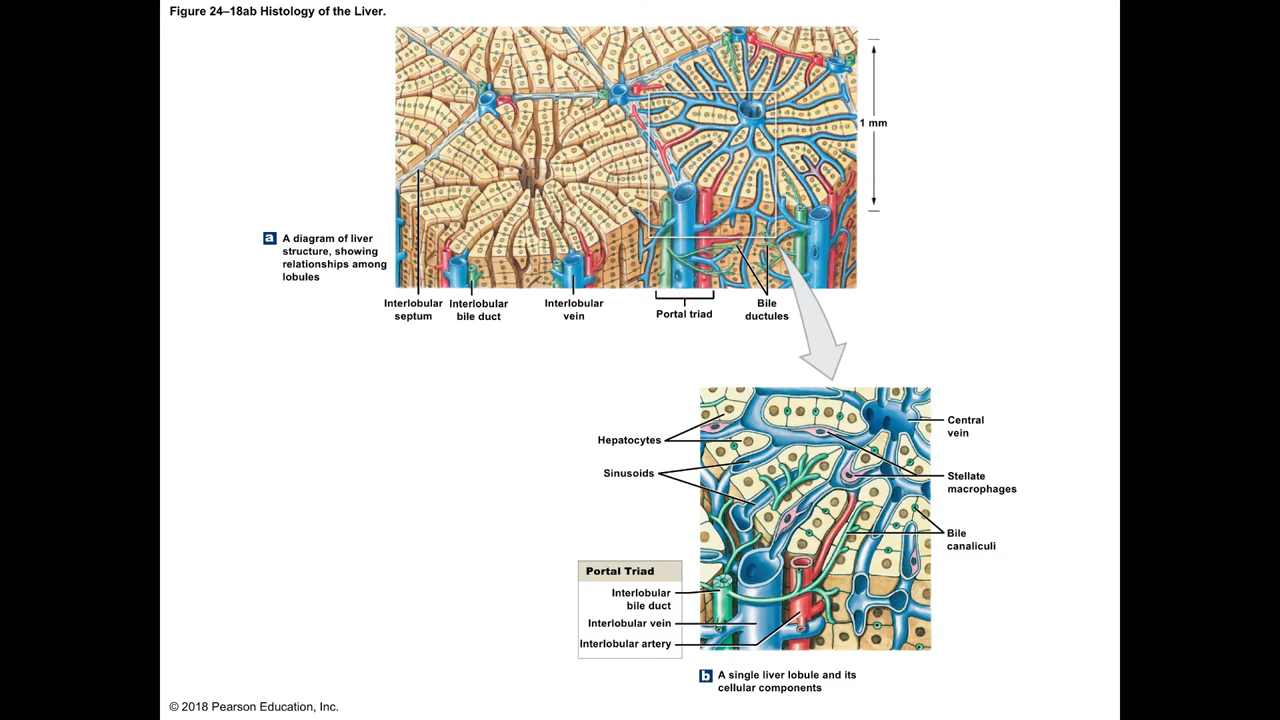 Figure 24–18ab Histology of the Liver.
1 mm
a A diagram of liver
structure, showing
relationships among
lobules
Interlobular
septum
Interlobular
bile duct
Interlobular
vein
Portal triad
Bile
ductules
Hepatocytes
Sinusoids
Central
vein
Stellate
macrophages
Bile
canaliculi
Portal Triad
Interlobular
bile duct
Interlobular vein
Interlobular artery
b A single liver lobule and its
cellular components
© 2018 Pearson Education, Inc.